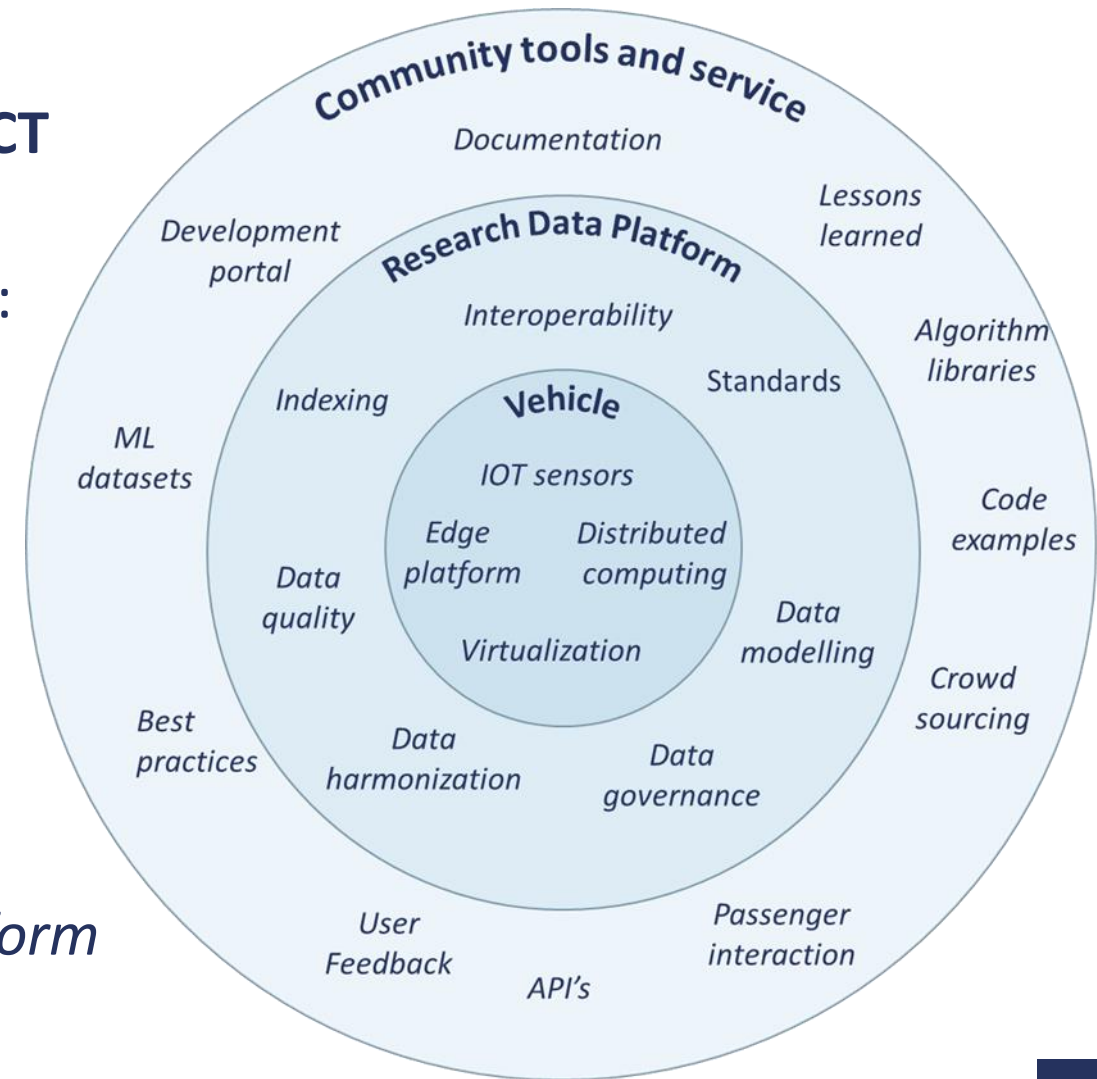 CT
:
form
Community tools and service
Documentation
Lessons
learned
Development
portal
Algorithm
libraries
ML
datasets
Code
examples
Crowd
sourcing
Best
practices
User
Feedback
API's
Passenger
interaction
Research Data Platform
Interoperability
Indexing
Standards
Data
quality
Data
modelling
Data
harmonization
Data
governance
Vehicle
IOT sensors
Edge
platform
Distributed
computing
Virtualization